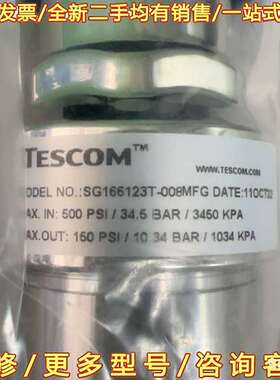 发票/全新二手均有销售/一站式
TESCOM™
WWW.TESCOM.COM
ODEL NO.:SG166123T-008MFG DATE:11OCT22
AX. IN: 500 PSI / 34.5 BAR / 3450 KPA
AX.OUT: 150 PSI / 10.34 BAR / 1034 KPA
修/更多型号/咨询客